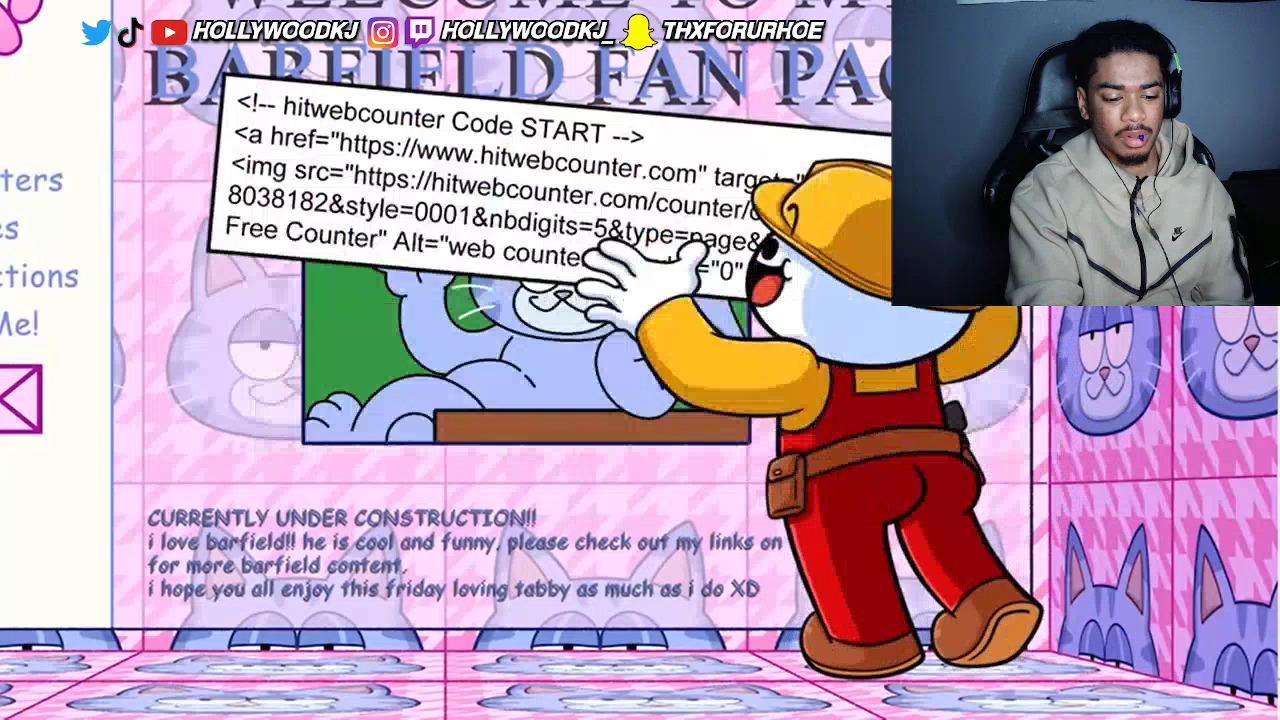 WELCOME TO M
HOLLYWOODKJ HOLLYWOODKJ_ THXFORURHOE
BARFIELD FAN PAG
<!-- hitwebcounter Code START -->
<a href="https://www.hitwebcounter.com" target="
<img src="https://hitwebcounter.com/counter/c
8038182&style=0001&nbdigits=5&type=page&
Free Counter" Alt="web counte ="0"
ters
es
ctions
Me!
CURRENTLY UNDER CONSTRUCTION!!
i love barfield!! he is cool and funny, please check out my links on
for more barfield content,
i hope you all enjoy this friday loving tabby as much as i do XD